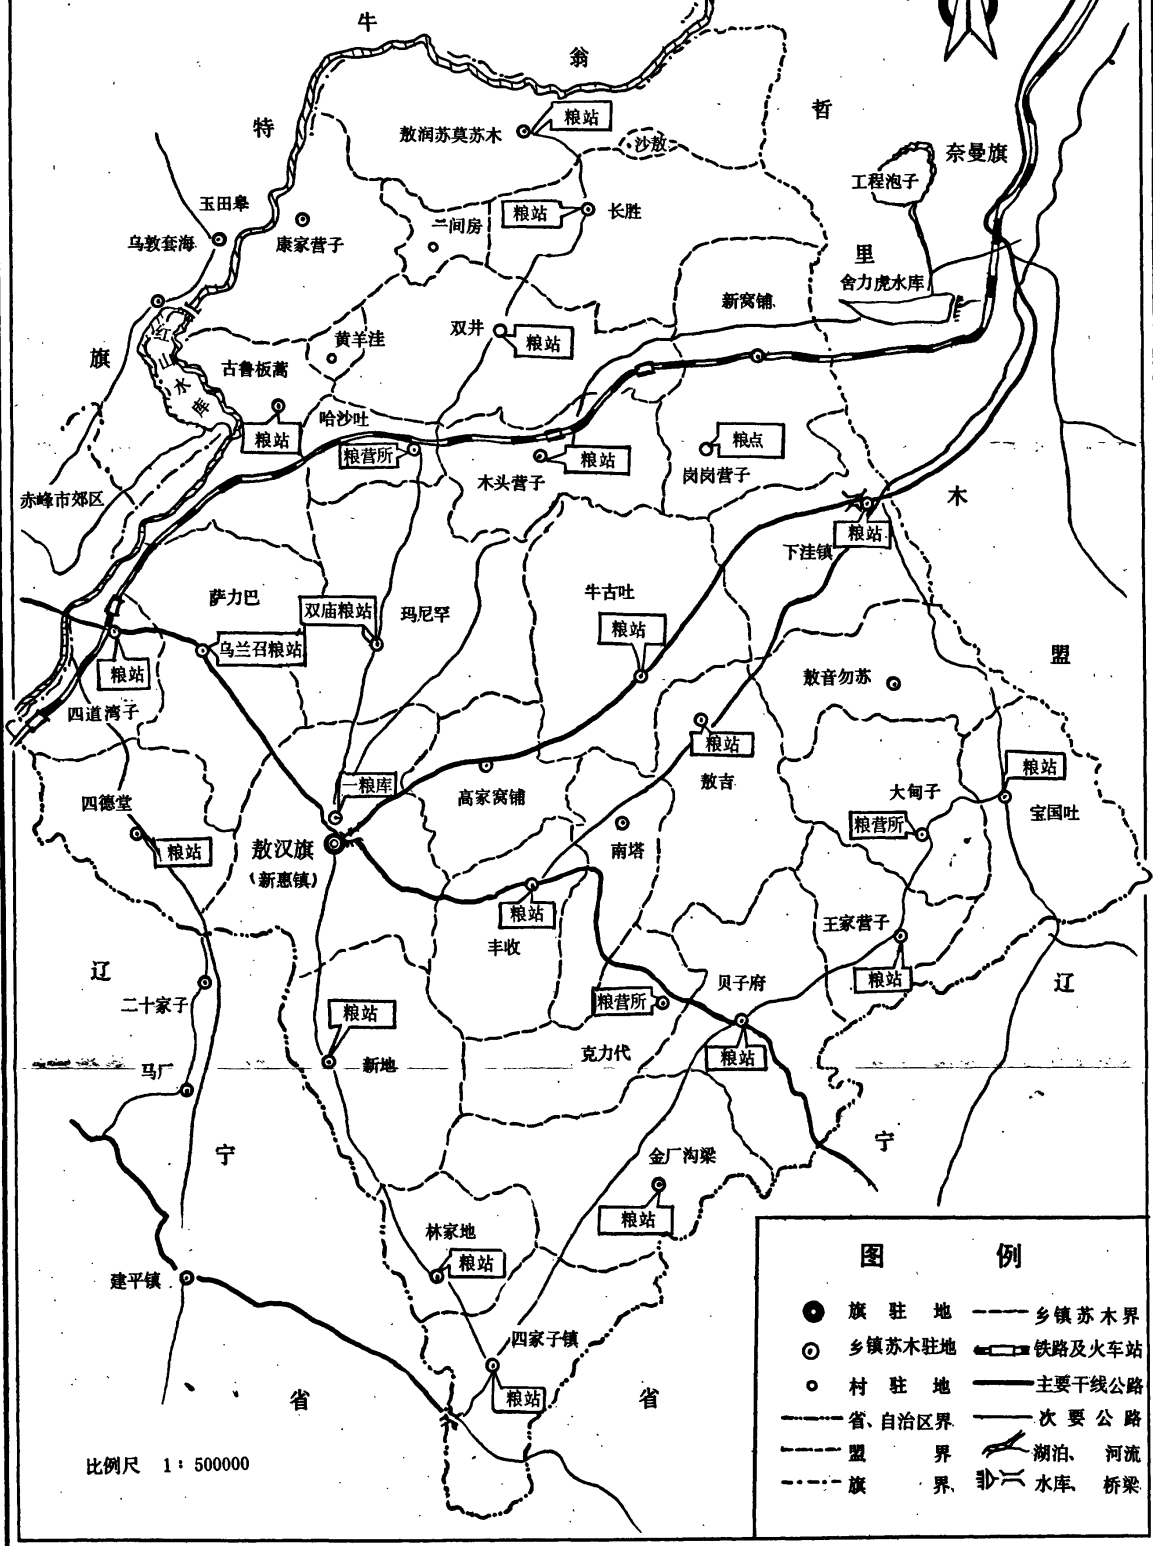 牛
翁
特
哲
敖润苏莫苏木
粮站
沙敖
奈曼旗
工程泡子
玉田皋
乌敦套海
康家营子
二间房
粮站
长胜
里
舍力虎水库
新窝铺
旗
红山水库
黄羊洼
双井
粮站
古鲁板蒿
粮站
哈沙吐
粮营所
木头营子
粮站
粮点
岗岗营子
赤峰市郊区
木
粮站
下洼镇
萨力巴
双庙粮站
玛尼罕
牛古吐
粮站
乌兰召粮站
粮站
四道湾子
盟
敖音勿苏
粮站
敖吉
粮站
宝国吐
一粮库
高家窝铺
大甸子
粮营所
四德堂
粮站
敖汉旗
(新惠镇)
南塔
粮站
丰收
王家营子
粮站
辽
二十家子
贝子府
粮营所
克力代
粮站
辽
粮站
新地
马厂
宁
宁
金厂沟梁
粮站
林家地
粮站
建平镇
四家子镇
粮站
省
省
比例尺 1:500000
图 例
旗驻地
乡镇苏木界
乡镇苏木驻地
铁路及火车站
村驻地
主要干线公路
省、自治区界
次要公路
盟界
湖泊、河流
旗界
水库、桥梁